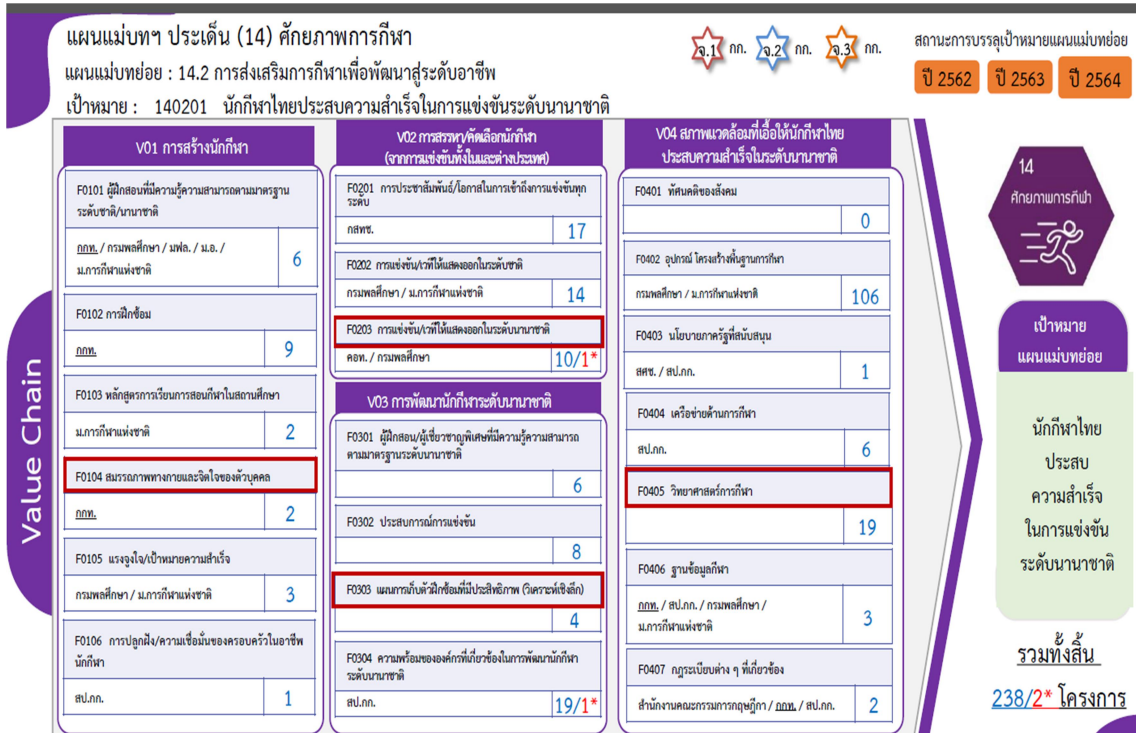 แผนแม่บทฯ ประเด็น (14) ศักยภาพการกีฬา
แผนแม่บทย่อย : 14.2 การส่งเสริมการกีฬาเพื่อพัฒนาสู่ระดับอาชีพ
เป้าหมาย : 140201 นักกีฬาไทยประสบความสำเร็จในการแข่งขันระดับนานาชาติ
จ.1 กก. จ.2 กก. จ.3 กก.
สถานะการบรรลุเป้าหมายแผนแม่บทย่อย
ปี 2562 ปี 2563 ปี 2564
Value Chain
V01 การสร้างนักกีฬา
F0101 ผู้ฝึกสอนที่มีความรู้ความสามารถตามมาตรฐาน
ระดับชาติ/นานาชาติ
กกท. / กรมพลศึกษา / มฟล. / ม.อ. /
ม.การกีฬาแห่งชาติ
6
F0102 การฝึกซ้อม
กกท. 9
F0103 หลักสูตรการเรียนการสอนกีฬาในสถานศึกษา
ม.การกีฬาแห่งชาติ 2
F0104 สมรรถภาพทางกายและจิตใจของตัวบุคคล
กกท. 2
F0105 แรงจูงใจ/เป้าหมายความสำเร็จ
กรมพลศึกษา / ม.การกีฬาแห่งชาติ 3
F0106 การปลูกฝัง/ความเชื่อมั่นของครอบครัวในอาชีพ
นักกีฬา
สป.กก. 1
V02 การสรรหา/คัดเลือกนักกีฬา
(จากการแข่งขันทั้งในและต่างประเทศ)
F0201 การประชาสัมพันธ์/โอกาสในการเข้าถึงการแข่งขันทุก
ระดับ
กสทช. 17
F0202 การแข่งขัน/เวทีให้แสดงออกในระดับชาติ
กรมพลศึกษา / ม.การกีฬาแห่งชาติ 14
F0203 การแข่งขัน/เวทีให้แสดงออกในระดับนานาชาติ
คอท. / กรมพลศึกษา 10/1*
V03 การพัฒนานักกีฬาระดับนานาชาติ
F0301 ผู้ฝึกสอน/ผู้เชี่ยวชาญพิเศษที่มีความรู้ความสามารถ
ตามมาตรฐานระดับนานาชาติ
6
F0302 ประสบการณ์การแข่งขัน
8
F0303 แผนการเก็บตัวฝึกซ้อมที่มีประสิทธิภาพ (วิเคราะห์เชิงลึก)
4
F0304 ความพร้อมขององค์กรที่เกี่ยวข้องในการพัฒนานักกีฬา
ระดับนานาชาติ
สป.กก. 19/1*
V04 สภาพแวดล้อมที่เอื้อให้นักกีฬาไทย
ประสบความสำเร็จในระดับนานาชาติ
F0401 ทัศนคติของสังคม
0
F0402 อุปกรณ์ โครงสร้างพื้นฐานการกีฬา
กรมพลศึกษา / ม.การกีฬาแห่งชาติ 106
F0403 นโยบายภาครัฐที่สนับสนุน
สศช. / สป.กก. 1
F0404 เครือข่ายด้านการกีฬา
สป.กก. 6
F0405 วิทยาศาสตร์การกีฬา
19
F0406 ฐานข้อมูลกีฬา
กกท. / สป.กก. / กรมพลศึกษา /
ม.การกีฬาแห่งชาติ
3
F0407 กฎระเบียบต่าง ๆ ที่เกี่ยวข้อง
สำนักงานคณะกรรมการกฤษฎีกา / กกท. / สป.กก. 2
14
ศักยภาพการกีฬา
เป้าหมาย
แผนแม่บทย่อย
นักกีฬาไทย
ประสบ
ความสำเร็จ
ในการแข่งขัน
ระดับนานาชาติ
รวมทั้งสิ้น
238/2* โครงการ